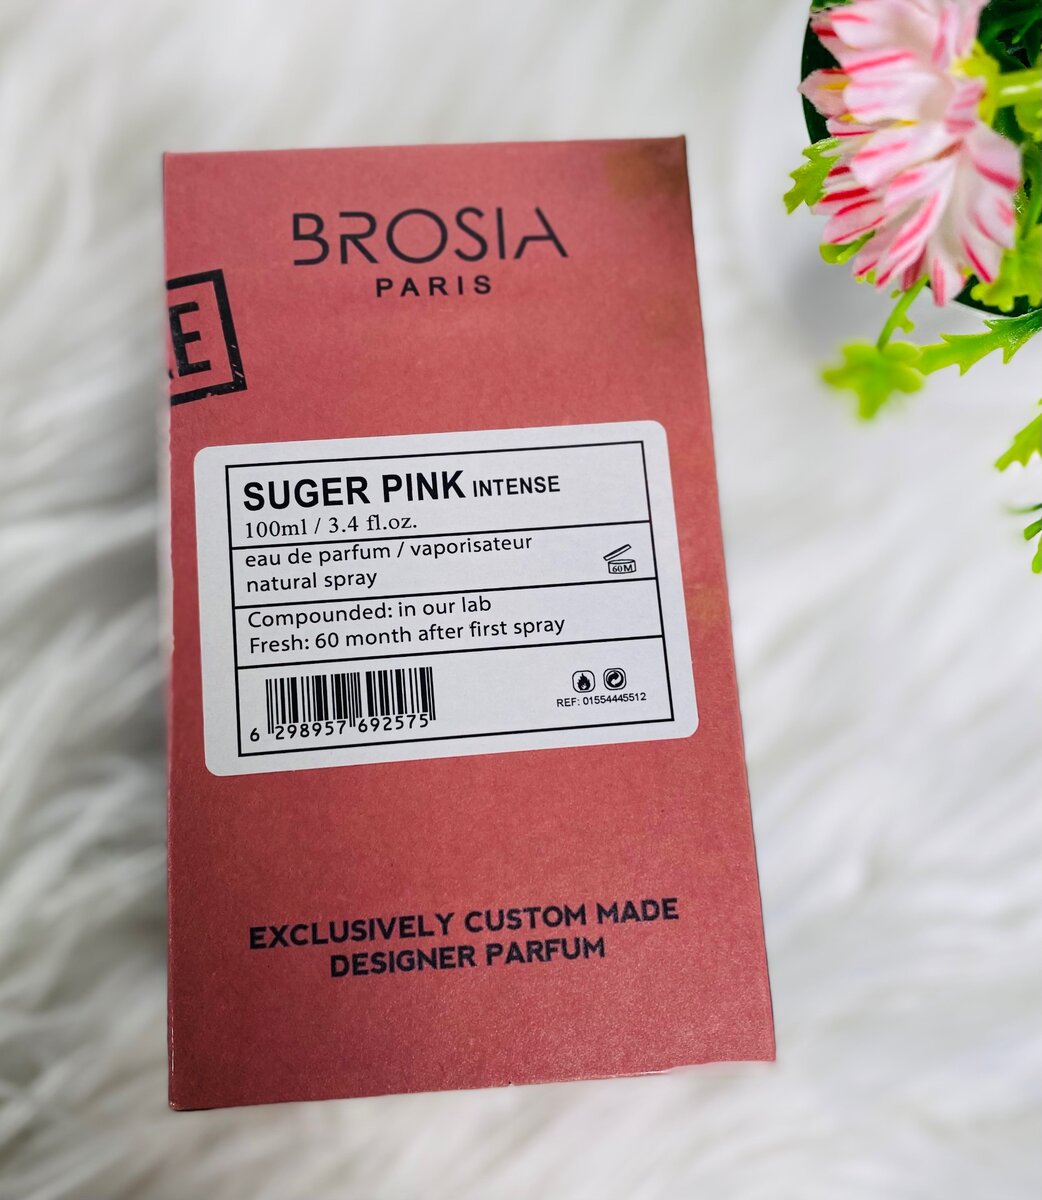 BROSIA
PARIS
E
SUGER PINK INTENSE
100ml / 3.4 fl.oz.
eau de parfum / vaporisateur
natural spray
60M
Compounded: in our lab
Fresh: 60 month after first spray
6 298957 692575
REF: 01554445512
EXCLUSIVELY CUSTOM MADE
DESIGNER PARFUM